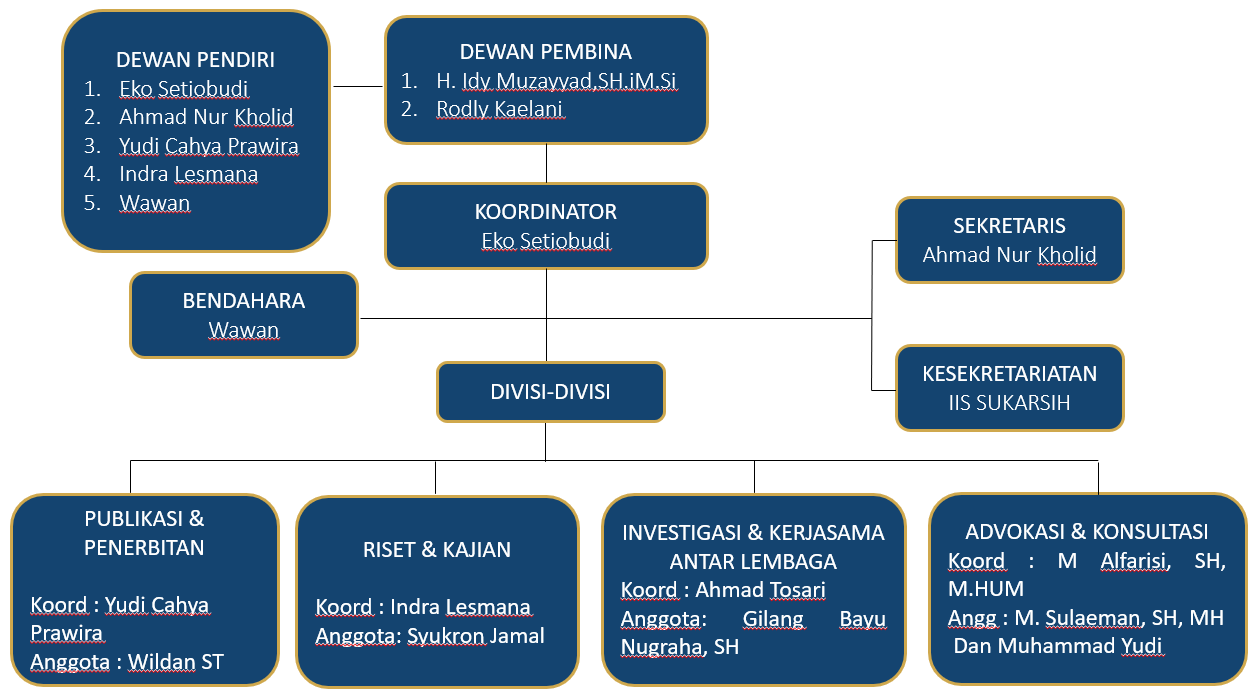 DEWAN PENDIRI
1. Eko Setiobudi
2. Ahmad Nur Kholid
3. Yudi Cahya Prawira
4. Indra Lesmana
5. Wawan
DEWAN PEMBINA
1. H. Idy Muzayyad,SH.iM.Si
2. Rodly Kaelani
KOORDINATOR
Eko Setiobudi
SEKRETARIS
Ahmad Nur Kholid
BENDAHARA
Wawan
KESEKRETARIATAN
IIS SUKARSIH
DIVISI-DIVISI
PUBLIKASI &
PENERBITAN
Koord : Yudi Cahya
Prawira
Anggota : Wildan ST
RISET & KAJIAN
Koord : Indra Lesmana
Anggota: Syukron Jamal
INVESTIGASI & KERJASAMA
ANTAR LEMBAGA
Koord : Ahmad Tosari
Anggota: Gilang Bayu
Nugraha, SH
ADVOKASI & KONSULTASI
Koord : M Alfarisi, SH,
M.HUM
Angg : M. Sulaeman, SH, MH
Dan Muhammad Yudi